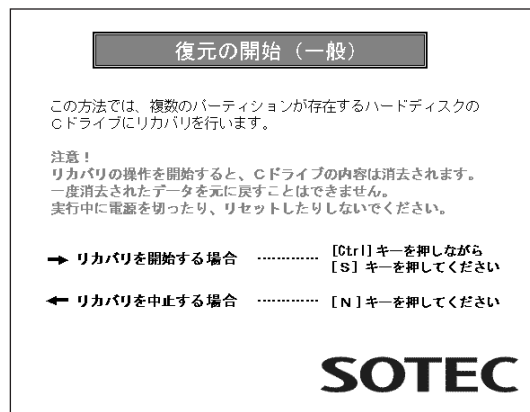 復元の開始（一般）
この方法では、複数のパーティションが存在するハードディスクの
Ｃドライブにリカバリを行います。
注意！
リカバリの操作を開始すると、Ｃドライブの内容は消去されます。
一度消去されたデータを元に戻すことはできません。
実行中に電源を切ったり、リセットしたりしないでください。
→ リカバリを開始する場合 ………… [Ctrl]キーを押しながら
[S] キーを押してください
← リカバリを中止する場合 ………… [N]キーを押してください
SOTEC